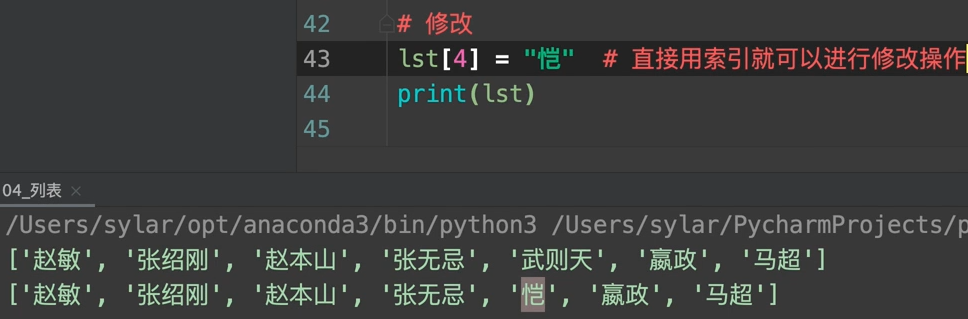 42 # 修改
43 lst[4] = "恺" # 直接用索引就可以进行修改操作
44 print(lst)
45
04_列表 ×
/Users/sylar/opt/anaconda3/bin/python3 /Users/sylar/PycharmProjects/p
['赵敏', '张绍刚', '赵本山', '张无忌', '武则天', '嬴政', '马超']
['赵敏', '张绍刚', '赵本山', '张无忌', '恺', '嬴政', '马超']